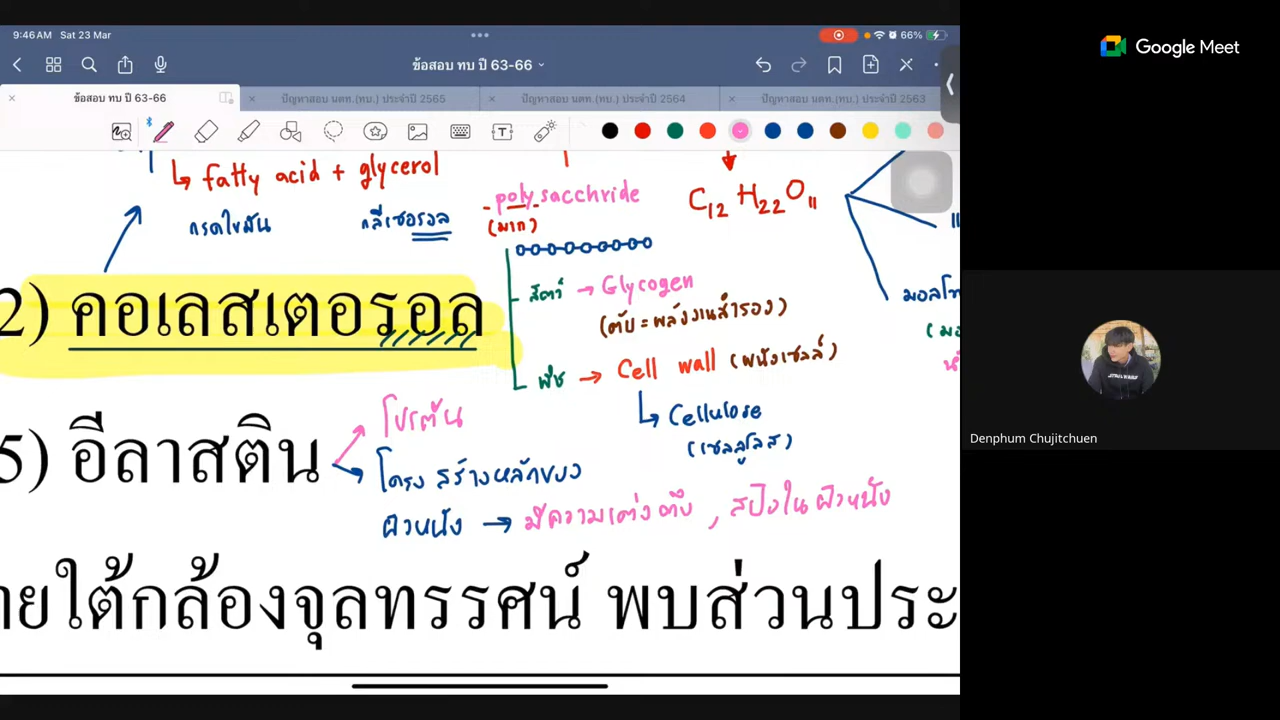 9:46 AM Sat 23 Mar
66%
Google Meet
ข้อสอบ ทบ ปี 63-66
ข้อสอบ ทบ ปี 63-66
ปัญหาสอบ นตท.(ทบ.) ประจำปี 2565
ปัญหาสอบ นตท.(ทบ.) ประจำปี 2564
ปัญหาสอบ นตท.(ทบ.) ประจำปี 2563
fatty acid + glycerol
กรดไขมัน กลีเซอรอล
polysacchride
(มาก)
C12 H22 O11
2) คอเลสเตอรอล
สัตว์ → Glycogen
(ตับ = พลังงานสำรอง)
พืช → Cell wall (ผนังเซลล์)
Cellulose
(เซลลูโลส)
5) อีลาสติน
โปรตีน
โครงสร้างหลักของ
ผิวหนัง → มีความเต่งตึง , สปิงในผิวหนัง
ายใต้กล้องจุลทรรศน์ พบส่วนประ
Denphum Chujitchuen